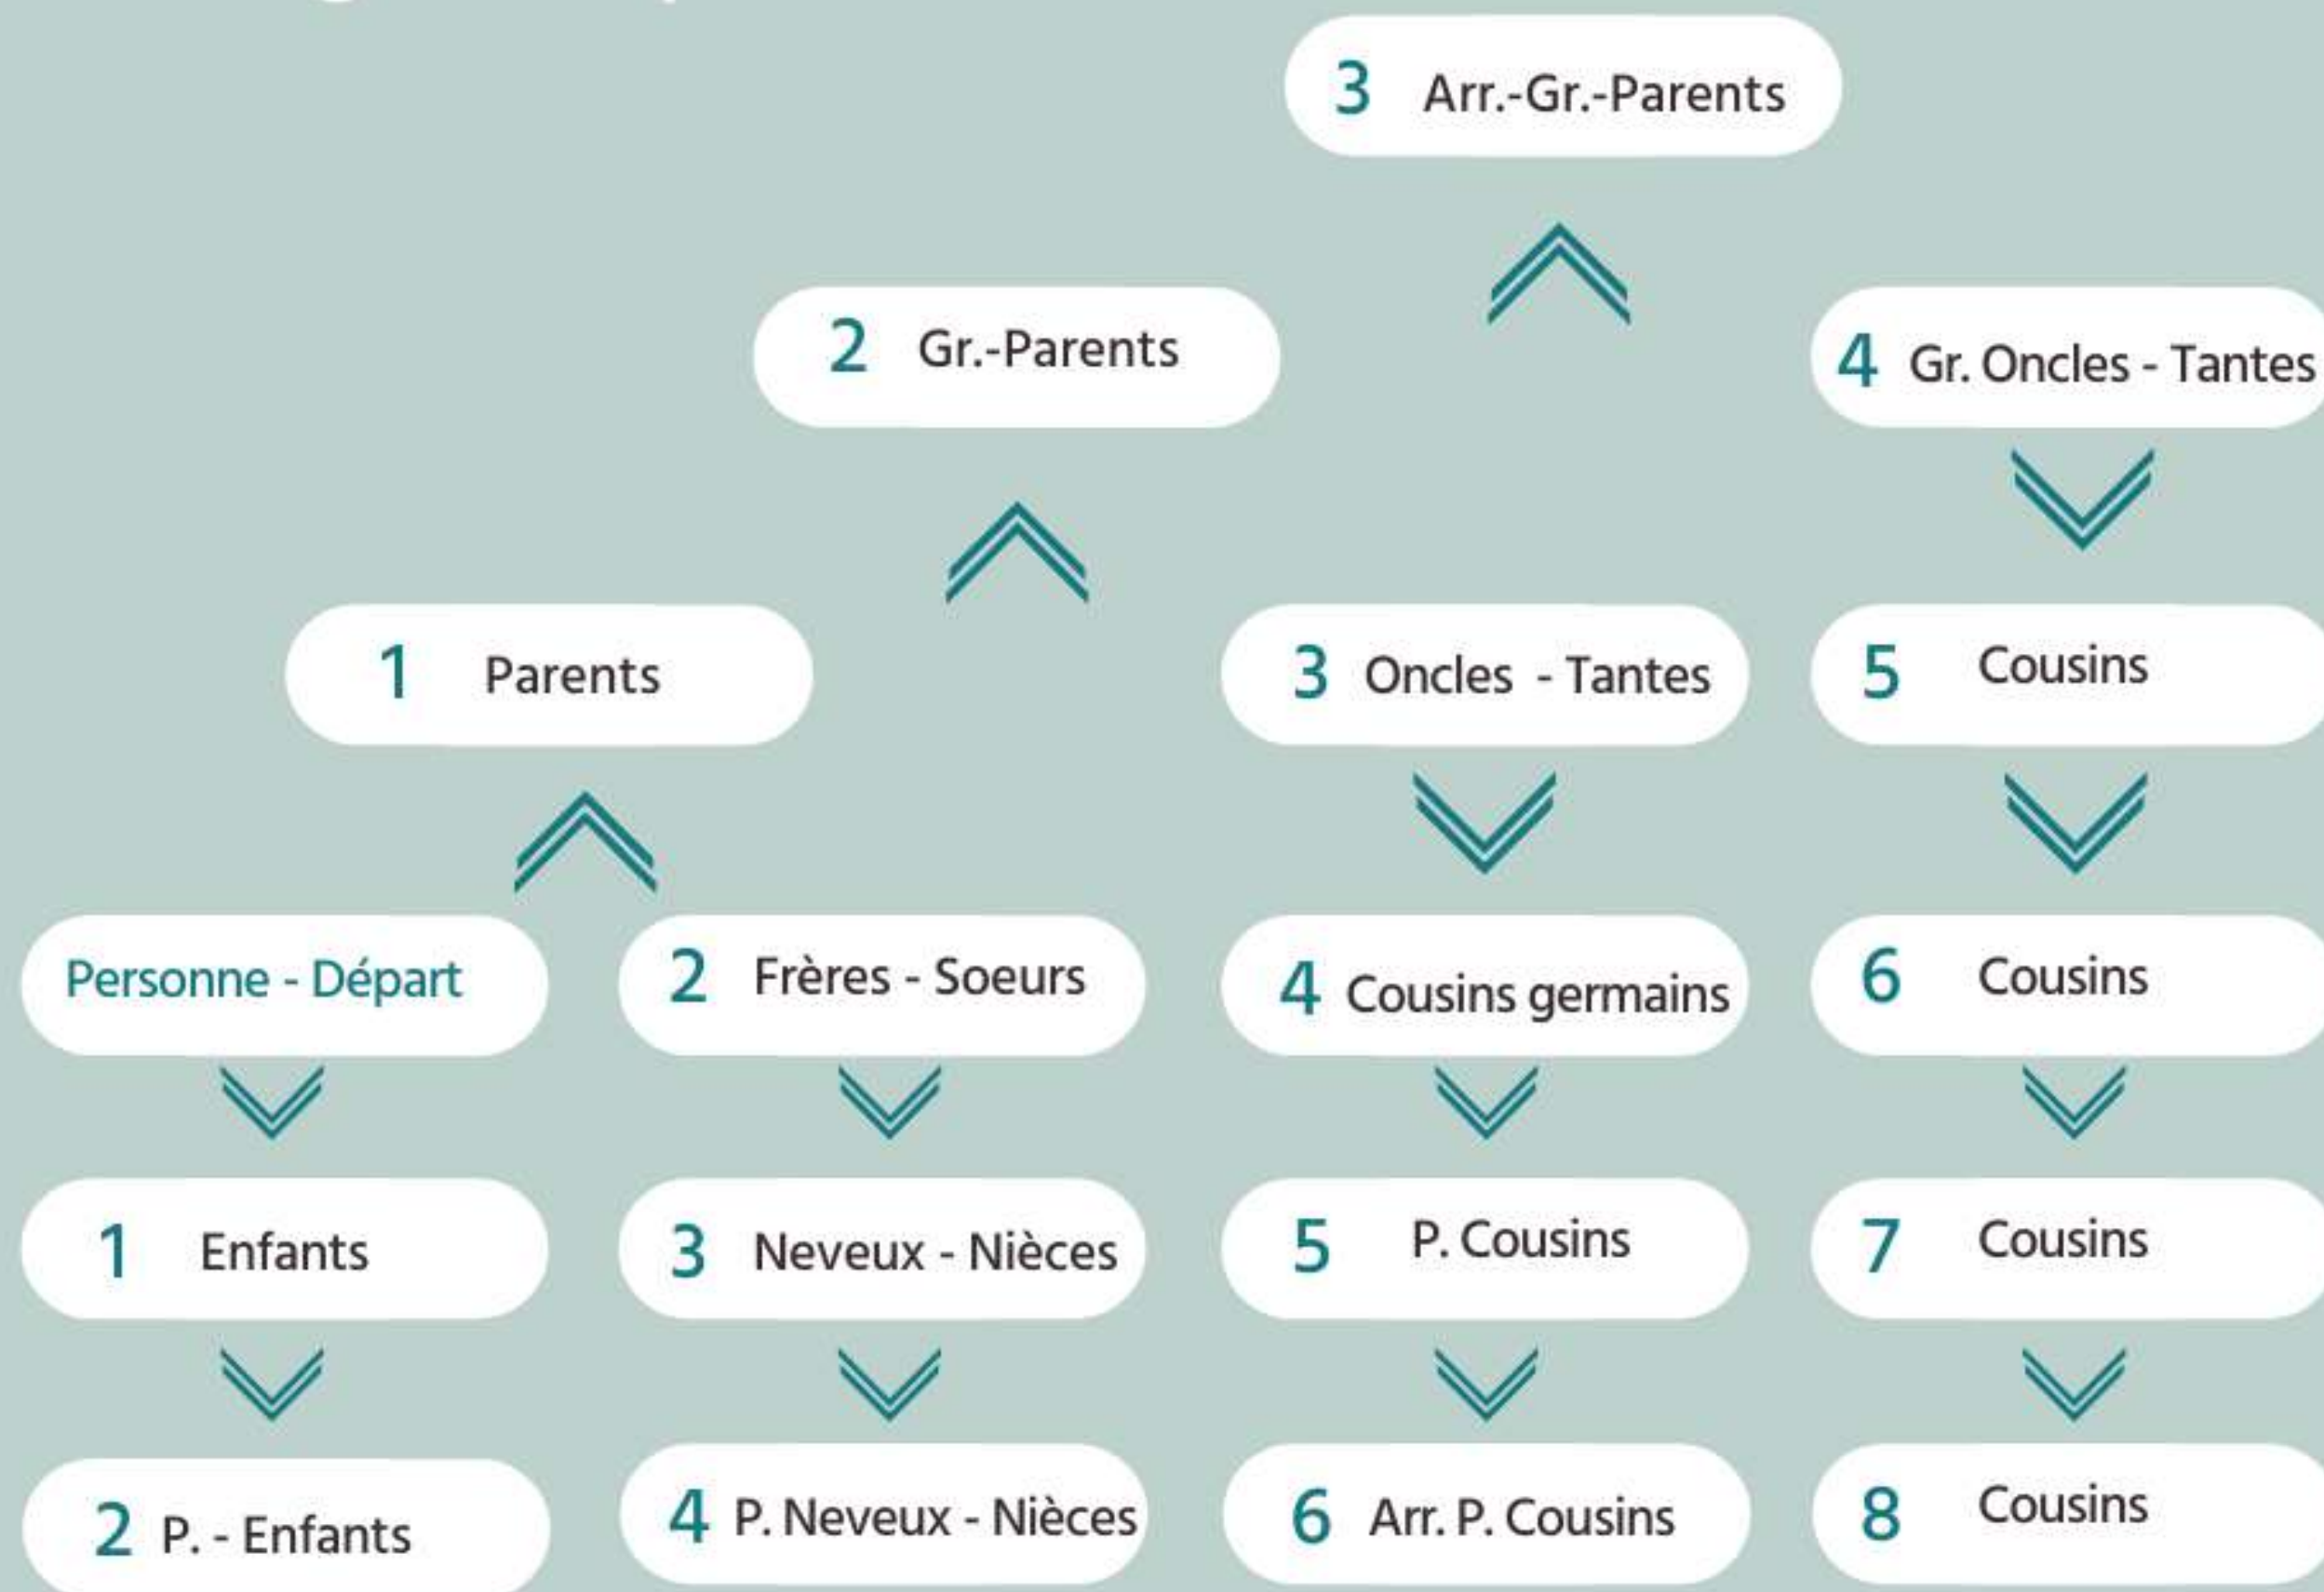 3 Arr.-Gr.-Parents
2 Gr.-Parents
4 Gr. Oncles - Tantes
1 Parents
3 Oncles - Tantes
5 Cousins
Personne - Départ
2 Frères - Soeurs
4 Cousins germains
6 Cousins
1 Enfants
3 Neveux - Nièces
5 P. Cousins
7 Cousins
2 P. - Enfants
4 P. Neveux - Nièces
6 Arr. P. Cousins
8 Cousins